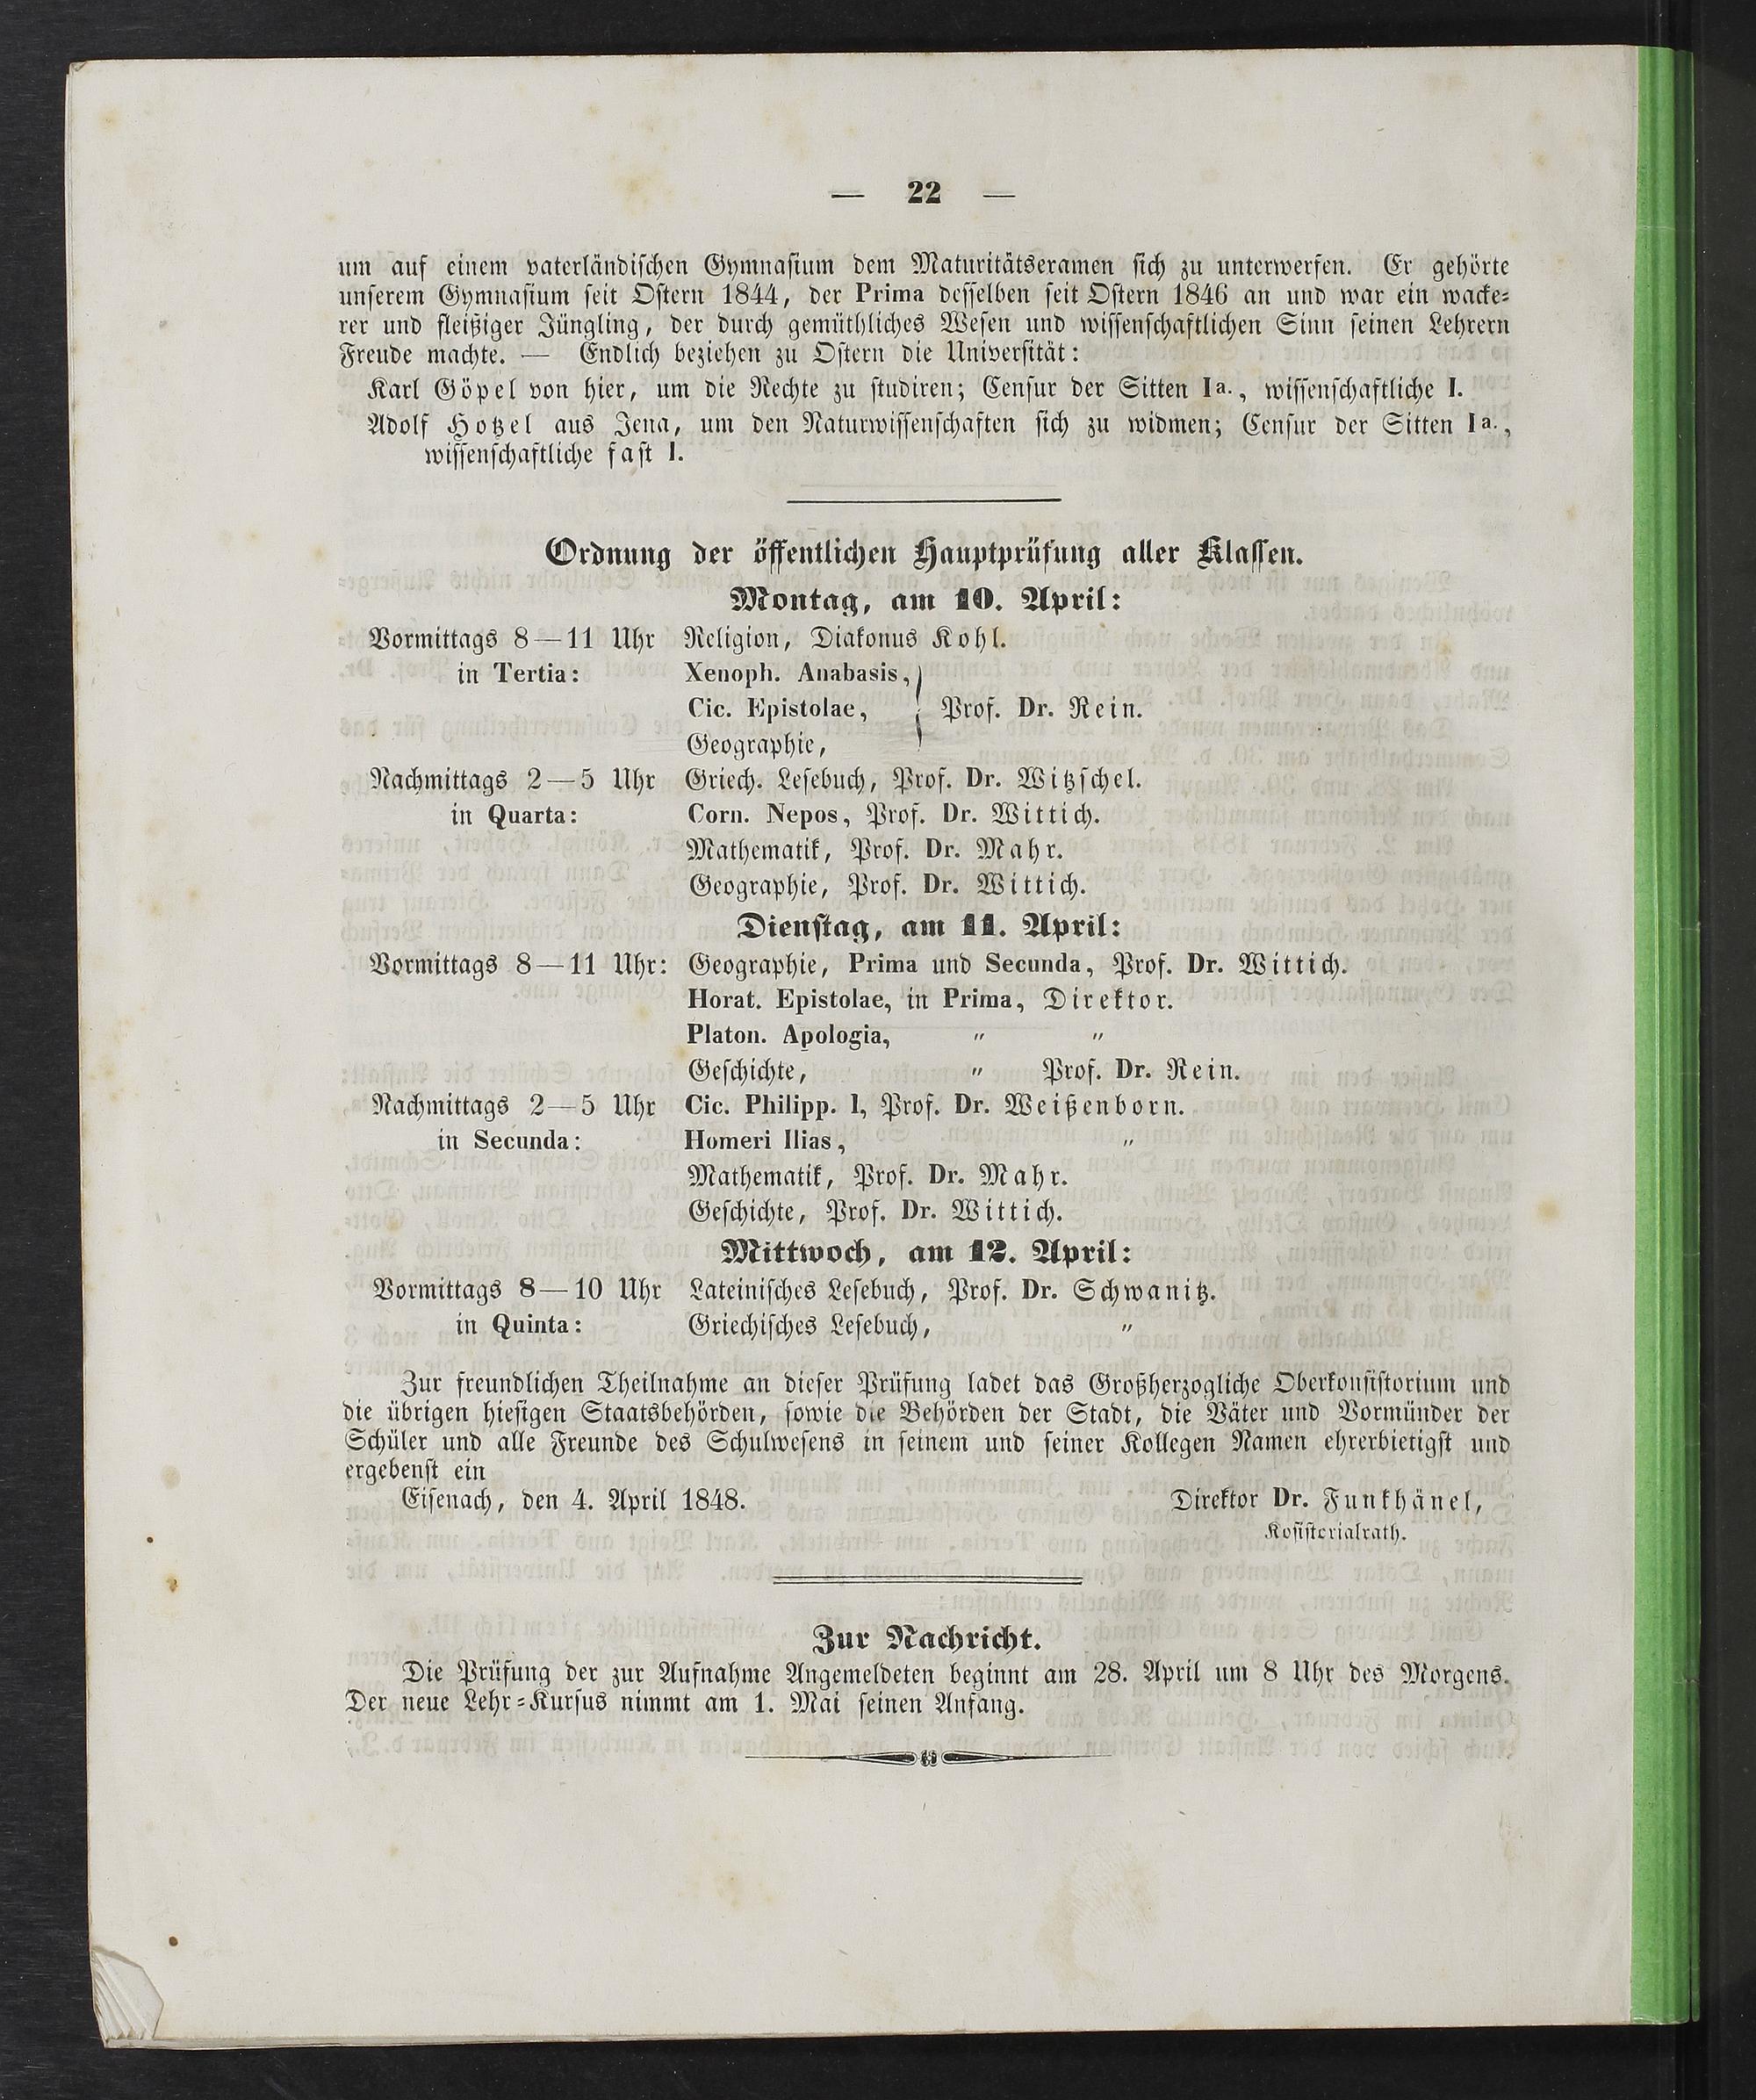 — 22 —
um auf einem vaterländischen Gymnasium dem Maturitätsexamen sich zu unterwerfen. Er gehörte
unserem Gymnasium seit Ostern 1844, der Prima desselben seit Ostern 1846 an und war ein wacke-
rer und fleißiger Jüngling, der durch gemüthliches Wesen und wissenschaftlichen Sinn seinen Lehrern
Freude machte. — Endlich beziehen zu Ostern die Universität:
Karl Göpel von hier, um die Rechte zu studiren; Censur der Sitten Ia., wissenschaftliche I.
Adolf Hotzel aus Jena, um den Naturwissenschaften sich zu widmen; Censur der Sitten Ia.,
wissenschaftliche fast I.
Ordnung der öffentlichen Hauptprüfung aller Klassen.
Montag, am 10. April:
Vormittags 8—11 Uhr Religion, Diakonus Kohl.
in Tertia: Xenoph. Anabasis,
Cic. Epistolae, } Prof. Dr. Rein.
Geographie,
Nachmittags 2—5 Uhr Griech. Lesebuch, Prof. Dr. Witzschel.
in Quarta: Corn. Nepos, Prof. Dr. Wittich.
Mathematik, Prof. Dr. Mahr.
Geographie, Prof. Dr. Wittich.
Dienstag, am 11. April:
Vormittags 8—11 Uhr: Geographie, Prima und Secunda, Prof. Dr. Wittich.
Horat. Epistolae, in Prima, Direktor.
Platon. Apologia, " "
Geschichte, " Prof. Dr. Rein.
Nachmittags 2—5 Uhr Cic. Philipp. I, Prof. Dr. Weißenborn.
in Secunda: Homeri Ilias, "
Mathematik, Prof. Dr. Mahr.
Geschichte, Prof. Dr. Wittich.
Mittwoch, am 12. April:
Vormittags 8—10 Uhr Lateinisches Lesebuch, Prof. Dr. Schwanitz.
in Quinta: Griechisches Lesebuch, "
Zur freundlichen Theilnahme an dieser Prüfung ladet das Großherzogliche Oberkonsistorium und
die übrigen hiesigen Staatsbehörden, sowie die Behörden der Stadt, die Väter und Vormünder der
Schüler und alle Freunde des Schulwesens in seinem und seiner Kollegen Namen ehrerbietigst und
ergebenst ein
Eisenach, den 4. April 1848. Direktor Dr. Funkhänel,
Kosistorialrath.
Zur Nachricht.
Die Prüfung der zur Aufnahme Angemeldeten beginnt am 28. April um 8 Uhr des Morgens.
Der neue Lehr-Kursus nimmt am 1. Mai seinen Anfang.